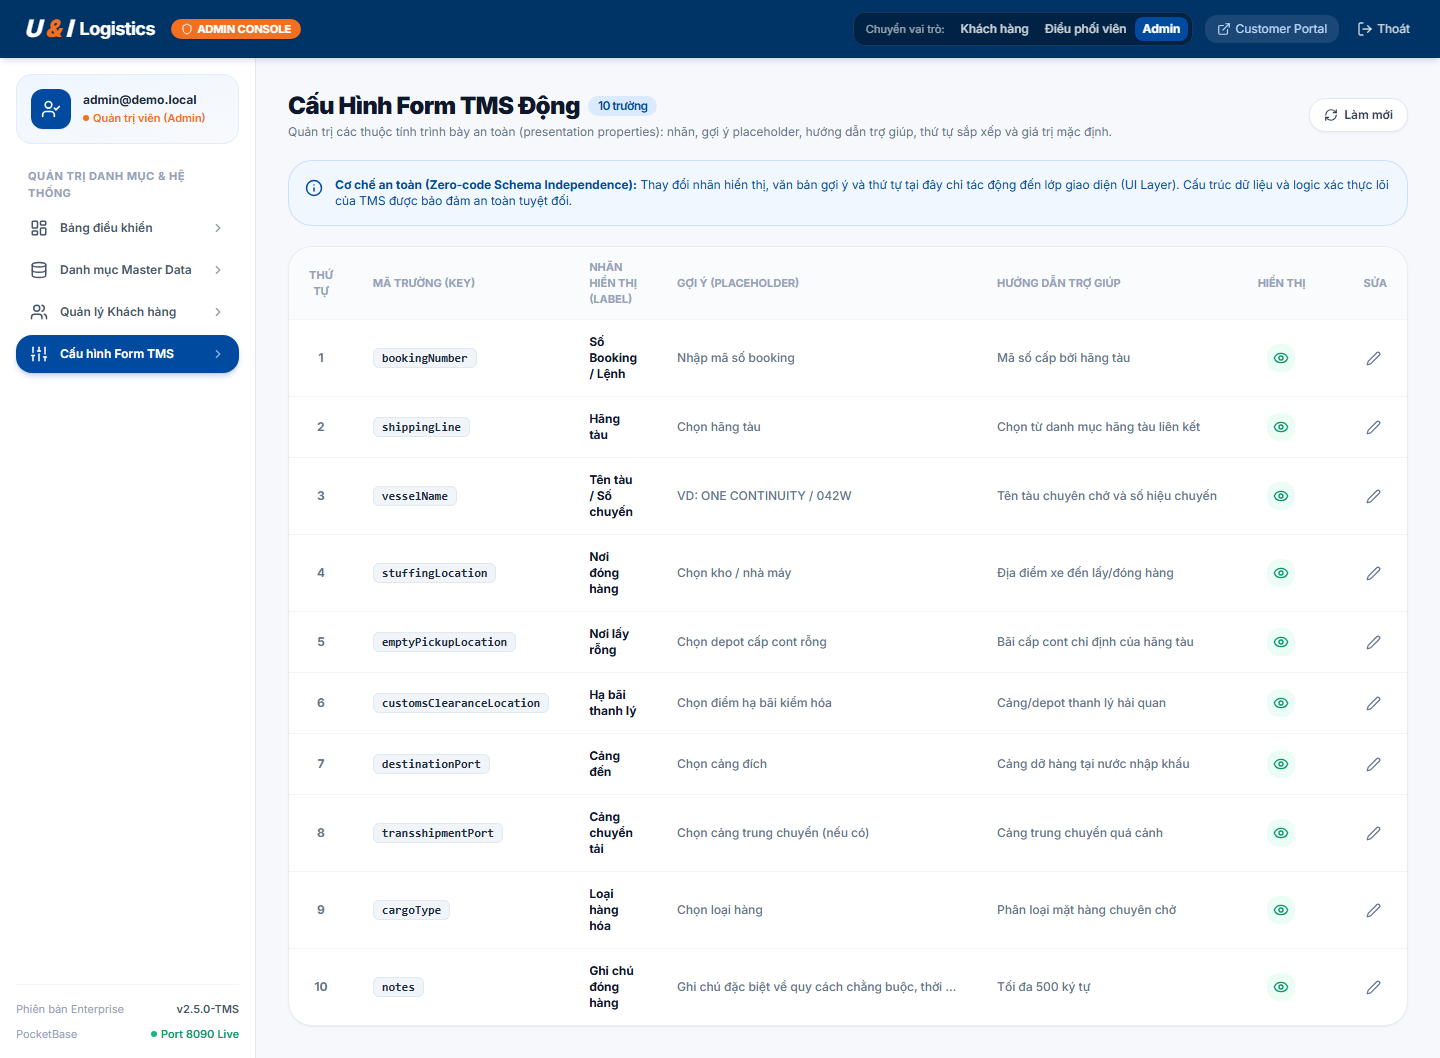 U&I Logistics
ADMIN CONSOLE
Chuyển vai trò:
Khách hàng
Điều phối viên
Admin
Customer Portal
Thoát
admin@demo.local
Quản trị viên (Admin)
QUẢN TRỊ DANH MỤC & HỆ
THỐNG
Bảng điều khiển
Danh mục Master Data
Quản lý Khách hàng
Cấu hình Form TMS
Phiên bản Enterprise
v2.5.0-TMS
PocketBase
Port 8090 Live
Cấu Hình Form TMS Động
10 trường
Quản trị các thuộc tính trình bày an toàn (presentation properties): nhãn, gợi ý placeholder, hướng dẫn trợ giúp, thứ tự sắp xếp và giá trị mặc định.
Làm mới
Cơ chế an toàn (Zero-code Schema Independence): Thay đổi nhãn hiển thị, văn bản gợi ý và thứ tự tại đây chỉ tác động đến lớp giao diện (UI Layer). Cấu trúc dữ liệu và logic xác thực lõi
của TMS được bảo đảm an toàn tuyệt đối.
THỨ
TỰ
MÃ TRƯỜNG (KEY)
NHÃN
HIỂN THỊ
(LABEL)
GỢI Ý (PLACEHOLDER)
HƯỚNG DẪN TRỢ GIÚP
HIỂN THỊ
SỬA
1
bookingNumber
Số
Booking
/ Lệnh
Nhập mã số booking
Mã số cấp bởi hãng tàu
2
shippingLine
Hãng
tàu
Chọn hãng tàu
Chọn từ danh mục hãng tàu liên kết
3
vesselName
Tên tàu
/ Số
chuyến
VD: ONE CONTINUITY / 042W
Tên tàu chuyên chở và số hiệu chuyến
4
stuffingLocation
Nơi
đóng
hàng
Chọn kho / nhà máy
Địa điểm xe đến lấy/đóng hàng
5
emptyPickupLocation
Nơi lấy
rỗng
Chọn depot cấp cont rỗng
Bãi cấp cont chỉ định của hãng tàu
6
customsClearanceLocation
Hạ bãi
thanh lý
Chọn điểm hạ bãi kiểm hóa
Cảng/depot thanh lý hải quan
7
destinationPort
Cảng
đến
Chọn cảng đích
Cảng dỡ hàng tại nước nhập khẩu
8
transshipmentPort
Cảng
chuyển
tải
Chọn cảng trung chuyển (nếu có)
Cảng trung chuyển quá cảnh
9
cargoType
Loại
hàng
hóa
Chọn loại hàng
Phân loại mặt hàng chuyên chở
10
notes
Ghi chú
đóng
hàng
Ghi chú đặc biệt về quy cách chằng buộc, thời ...
Tối đa 500 ký tự